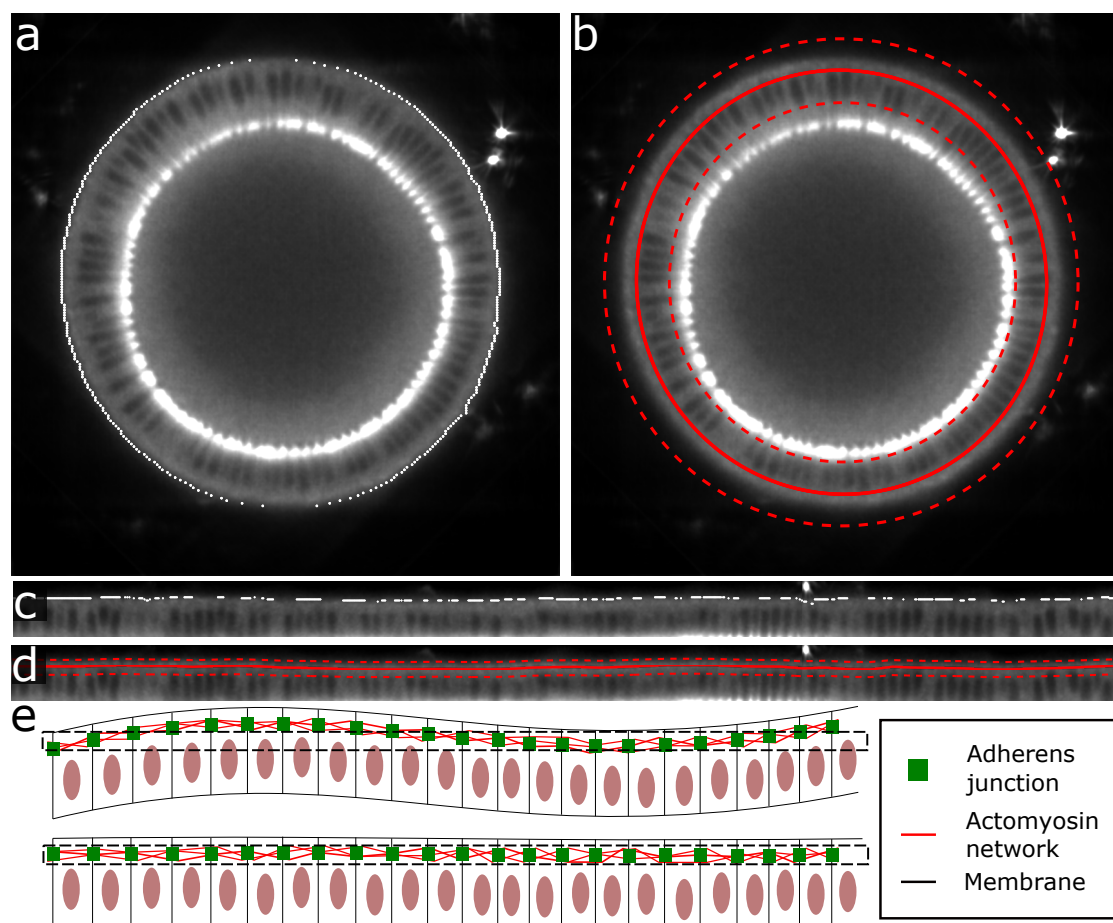 a
b
c
d
e
Adherens
junction
Actomyosin
network
Membrane